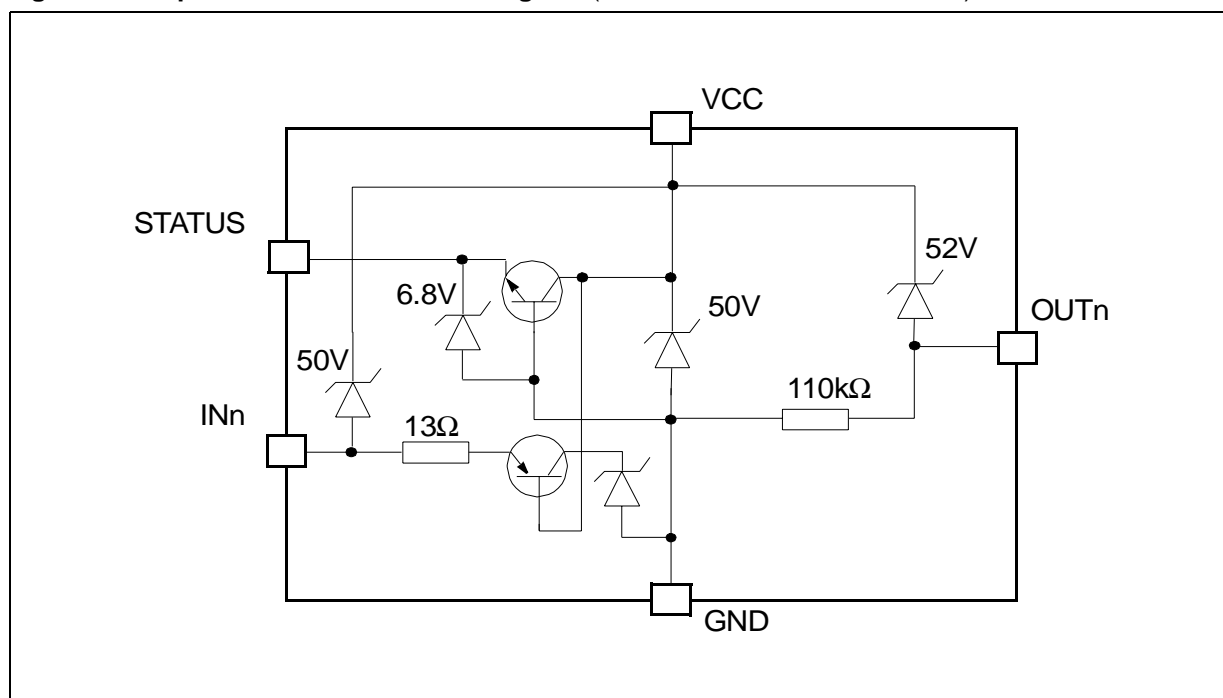 VCC
STATUS
52V
6.8V
50V
OUTn
50V
110kΩ
INn
13Ω
GND